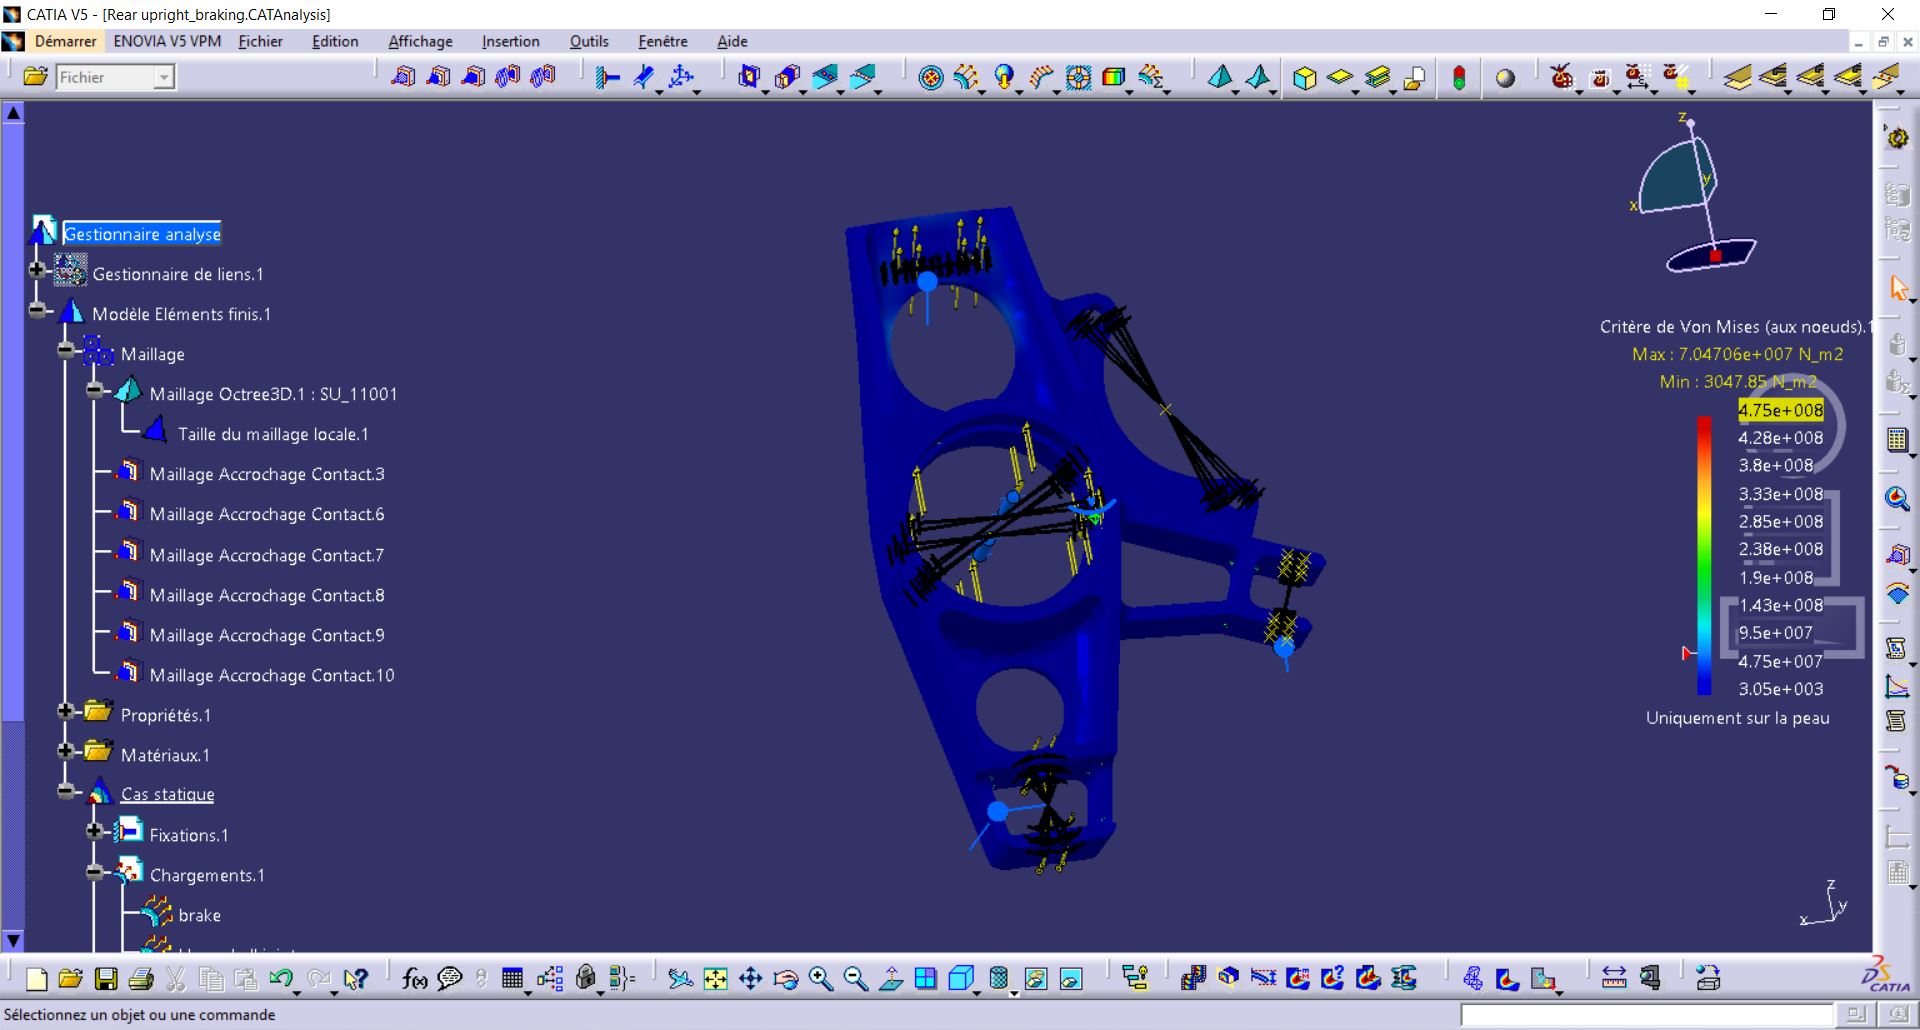 CATIA V5 - [Rear upright_braking.CATAnalysis]
Démarrer ENOVIA V5 VPM Fichier Edition Affichage Insertion Outils Fenêtre Aide
Fichier
Gestionnaire analyse
Gestionnaire de liens.1
Modèle Eléments finis.1
Maillage
Maillage Octree3D.1 : SU_11001
Taille du maillage locale.1
Maillage Accrochage Contact.3
Maillage Accrochage Contact.6
Maillage Accrochage Contact.7
Maillage Accrochage Contact.8
Maillage Accrochage Contact.9
Maillage Accrochage Contact.10
Propriétés.1
Matériaux.1
Cas statique
Fixations.1
Chargements.1
brake
z
y
x
Critère de Von Mises (aux noeuds).1
Max : 7.04706e+007 N_m2
Min : 3047.85 N_m2
4.75e+008
4.28e+008
3.8e+008
3.33e+008
2.85e+008
2.38e+008
1.9e+008
1.43e+008
9.5e+007
4.75e+007
3.05e+003
Uniquement sur la peau
z
y
x
f(x)
CATIA
Sélectionnez un objet ou une commande